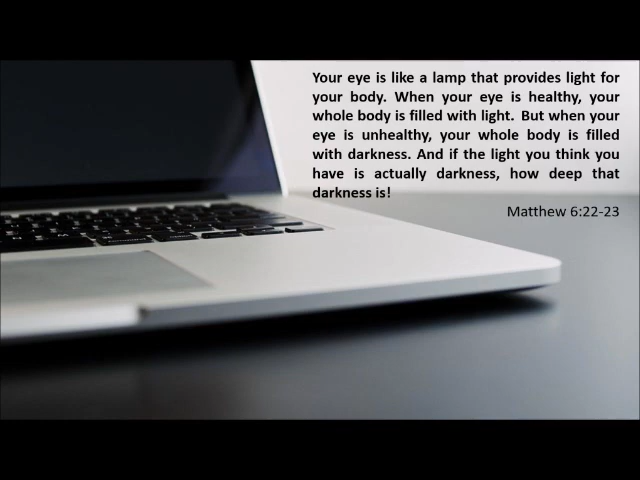 Your eye is like a lamp that provides light for
your body. When your eye is healthy, your
whole body is filled with light. But when your
eye is unhealthy, your whole body is filled
with darkness. And if the light you think you
have is actually darkness, how deep that
darkness is!
Matthew 6:22-23